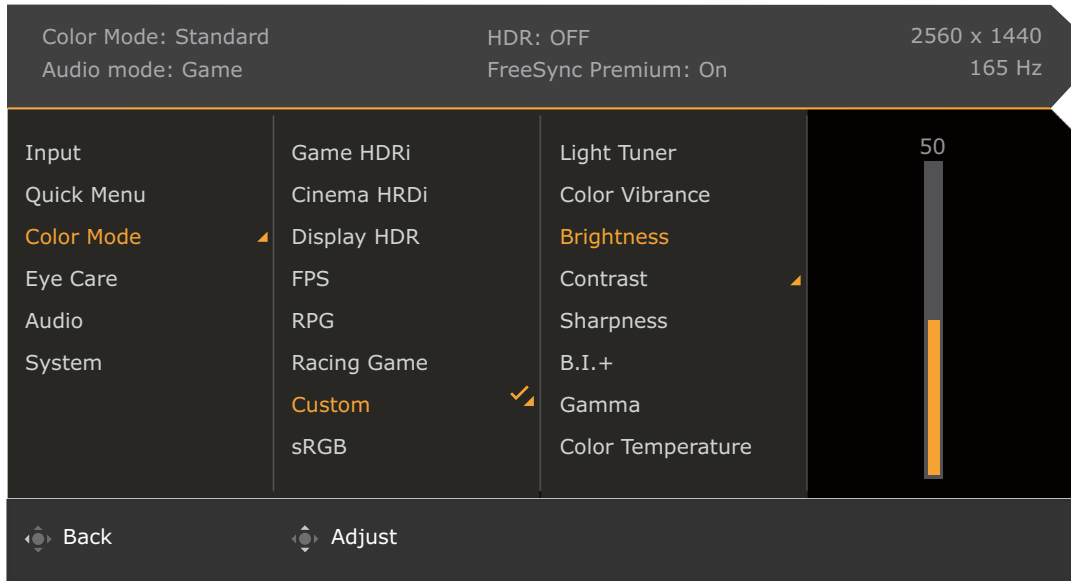 Color Mode: Standard
HDR: OFF
2560 x 1440
Audio mode: Game
FreeSync Premium: On
165 Hz
Input
Quick Menu
Color Mode
Eye Care
Audio
System
Game HDRi
Cinema HRDi
Display HDR
FPS
RPG
Racing Game
Custom
sRGB
Light Tuner
Color Vibrance
Brightness
Contrast
Sharpness
B.I.+
Gamma
Color Temperature
50
Back
Adjust